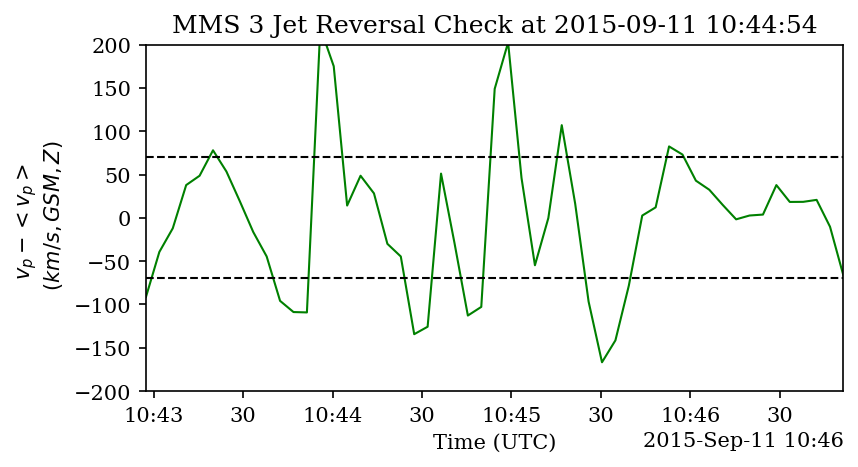 MMS 3 Jet Reversal Check at 2015-09-11 10:44:54
v_p − < v_p >
(km/s, GSM, Z)
200
150
100
50
0
−50
−100
−150
−200
10:43 30 10:44 30 10:45 30 10:46 30
Time (UTC)
2015-Sep-11 10:46